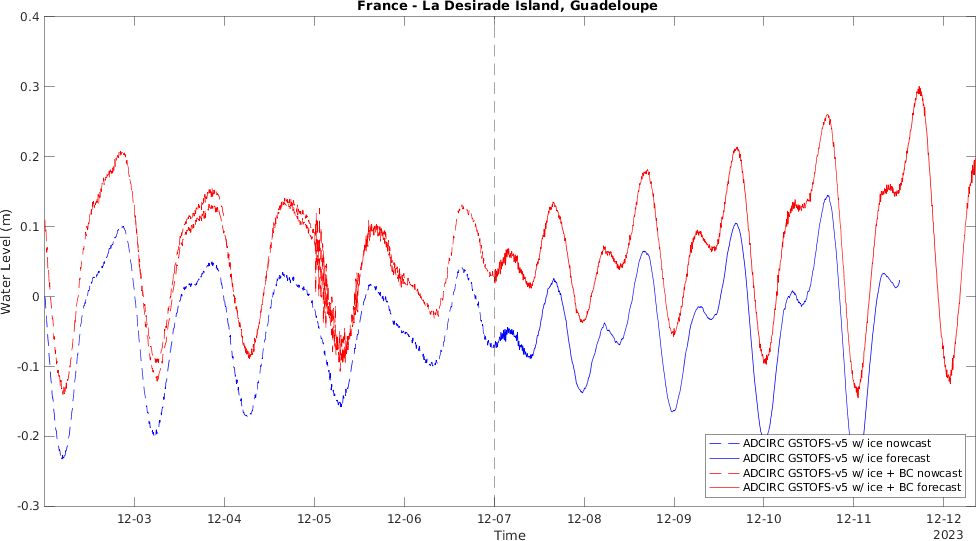 France - La Desirade Island, Guadeloupe
0.4
0.3
0.2
0.1
0
-0.1
-0.2
-0.3
Water Level (m)
ADCIRC GSTOFS-v5 w/ ice nowcast
ADCIRC GSTOFS-v5 w/ ice forecast
ADCIRC GSTOFS-v5 w/ ice + BC nowcast
ADCIRC GSTOFS-v5 w/ ice + BC forecast
12-03 12-04 12-05 12-06 12-07 12-08 12-09 12-10 12-11 12-12
2023
Time